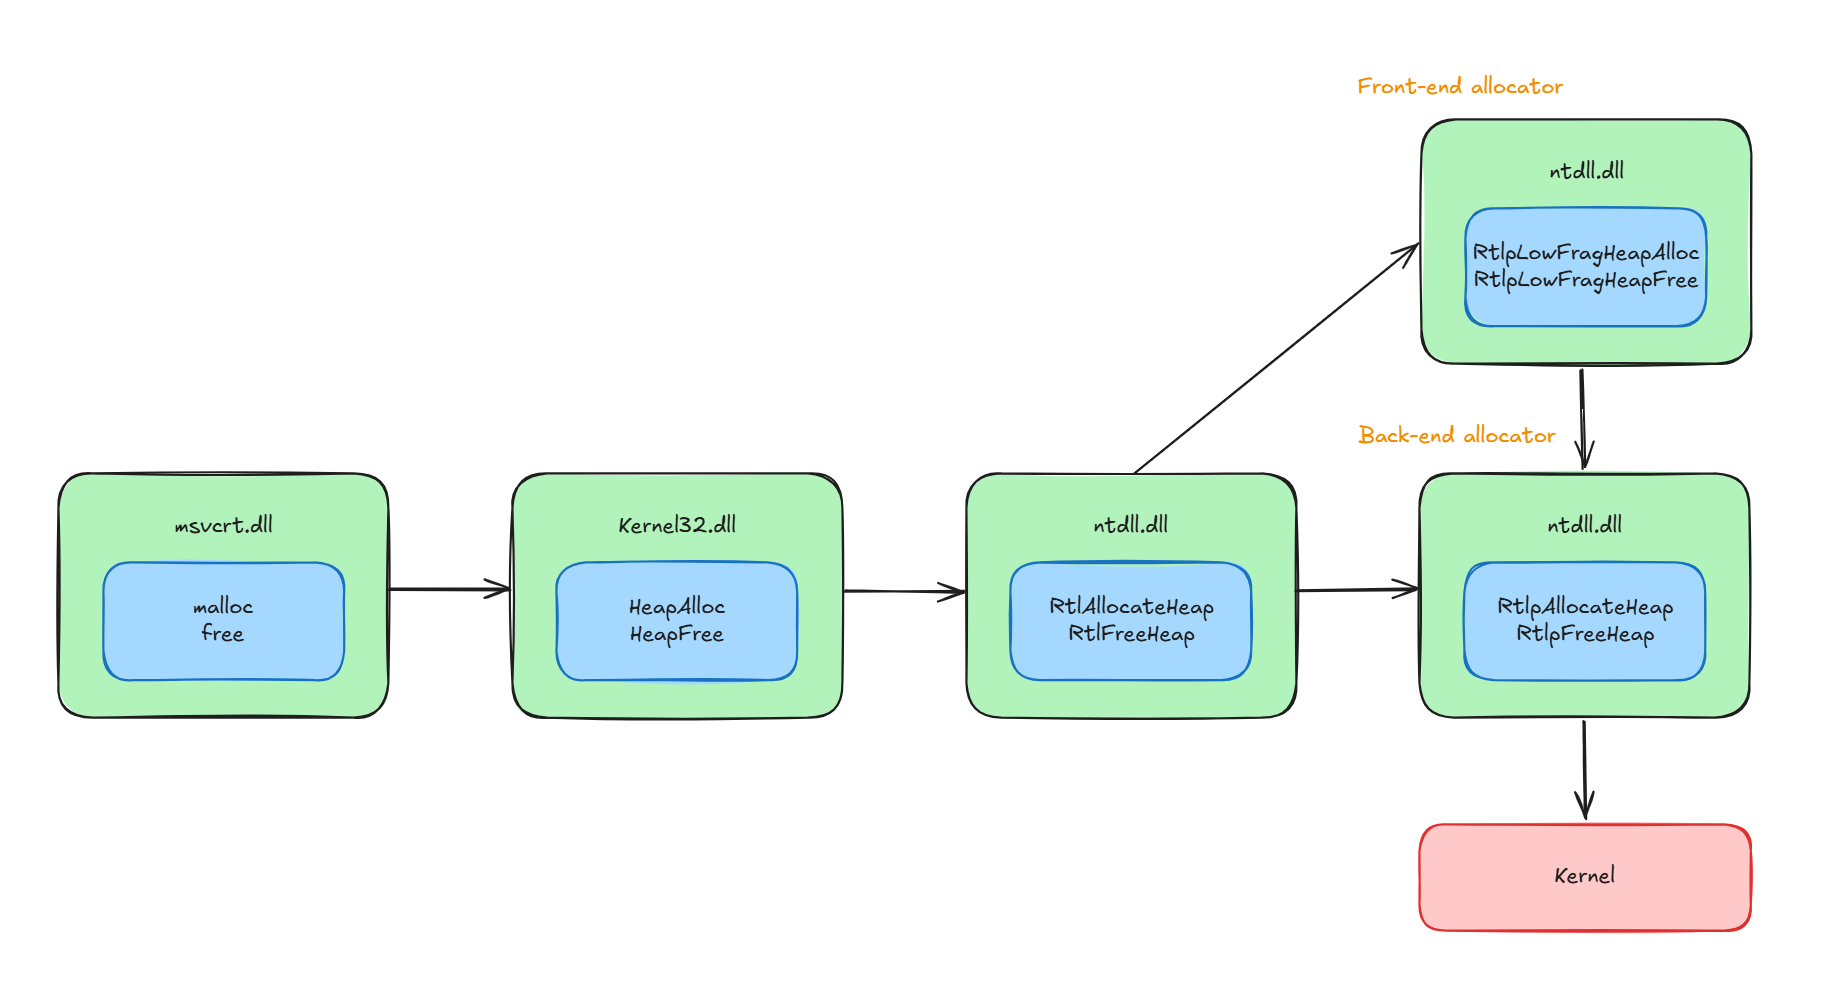 Front-end allocator
ntdll.dll
RtlpLowFragHeapAlloc
RtlpLowFragHeapFree
Back-end allocator
msvcrt.dll
malloc
free
Kernel32.dll
HeapAlloc
HeapFree
ntdll.dll
RtlAllocateHeap
RtlFreeHeap
ntdll.dll
RtlpAllocateHeap
RtlpFreeHeap
Kernel